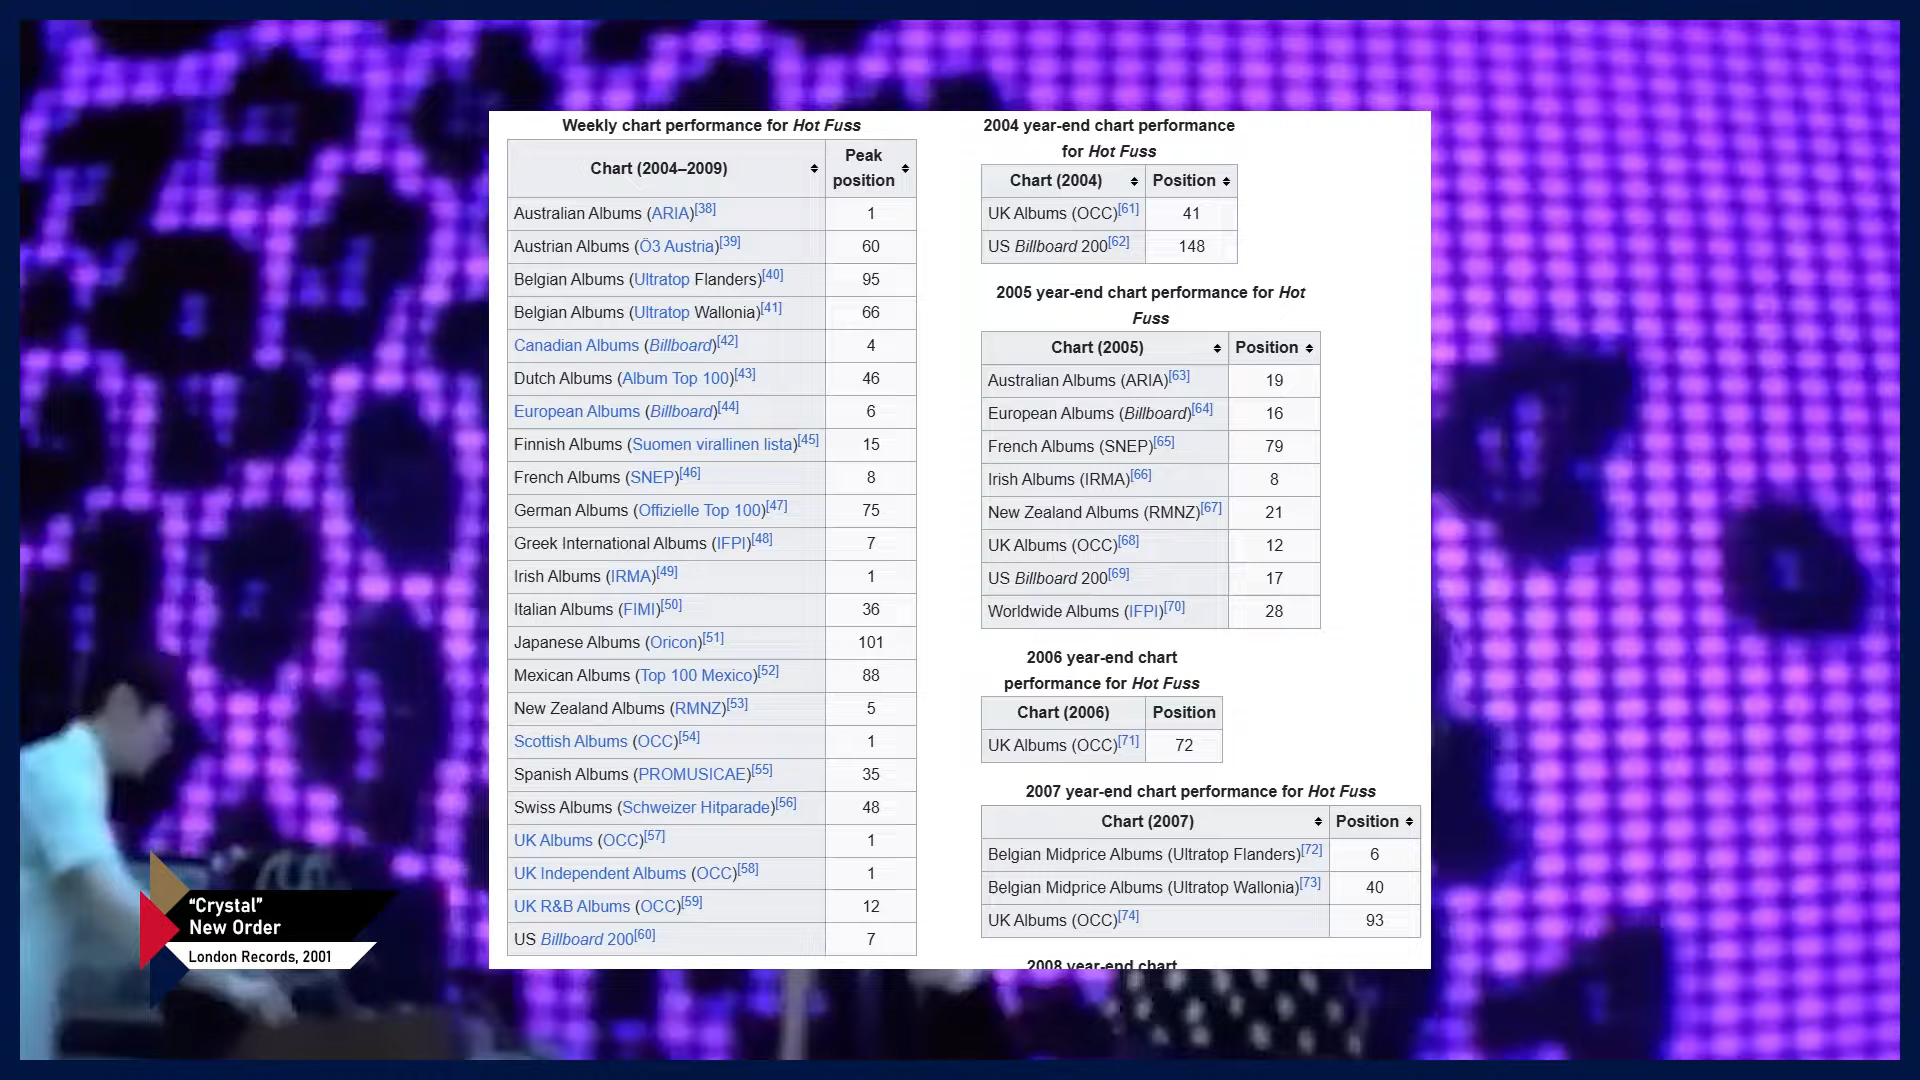 Weekly chart performance for Hot Fuss
Chart (2004–2009) Peak position
Australian Albums (ARIA)[38] 1
Austrian Albums (Ö3 Austria)[39] 60
Belgian Albums (Ultratop Flanders)[40] 95
Belgian Albums (Ultratop Wallonia)[41] 66
Canadian Albums (Billboard)[42] 4
Dutch Albums (Album Top 100)[43] 46
European Albums (Billboard)[44] 6
Finnish Albums (Suomen virallinen lista)[45] 15
French Albums (SNEP)[46] 8
German Albums (Offizielle Top 100)[47] 75
Greek International Albums (IFPI)[48] 7
Irish Albums (IRMA)[49] 1
Italian Albums (FIMI)[50] 36
Japanese Albums (Oricon)[51] 101
Mexican Albums (Top 100 Mexico)[52] 88
New Zealand Albums (RMNZ)[53] 5
Scottish Albums (OCC)[54] 1
Spanish Albums (PROMUSICAE)[55] 35
Swiss Albums (Schweizer Hitparade)[56] 48
UK Albums (OCC)[57] 1
UK Independent Albums (OCC)[58] 1
UK R&B Albums (OCC)[59] 12
US Billboard 200[60] 7
2004 year-end chart performance
for Hot Fuss
Chart (2004) Position
UK Albums (OCC)[61] 41
US Billboard 200[62] 148
2005 year-end chart performance for Hot
Fuss
Chart (2005) Position
Australian Albums (ARIA)[63] 19
European Albums (Billboard)[64] 16
French Albums (SNEP)[65] 79
Irish Albums (IRMA)[66] 8
New Zealand Albums (RMNZ)[67] 21
UK Albums (OCC)[68] 12
US Billboard 200[69] 17
Worldwide Albums (IFPI)[70] 28
2006 year-end chart
performance for Hot Fuss
Chart (2006) Position
UK Albums (OCC)[71] 72
2007 year-end chart performance for Hot Fuss
Chart (2007) Position
Belgian Midprice Albums (Ultratop Flanders)[72] 6
Belgian Midprice Albums (Ultratop Wallonia)[73] 40
UK Albums (OCC)[74] 93
2008 year-end chart
“Crystal”
New Order
London Records, 2001